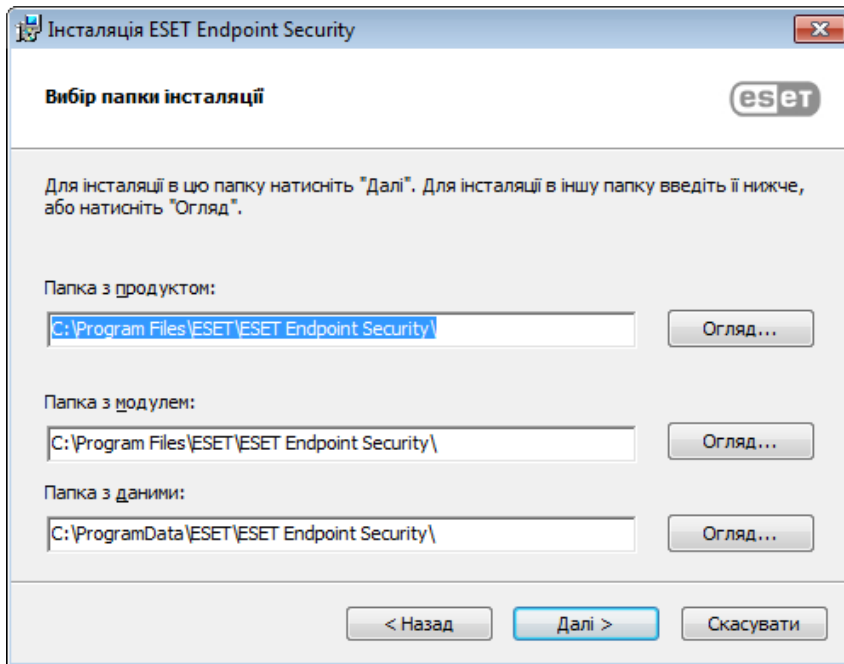 Інсталяція ESET Endpoint Security
Вибір папки інсталяції
eseT
Для інсталяції в цю папку натисніть "Далі". Для інсталяції в іншу папку введіть її нижче,
або натисніть "Огляд".
Папка з продуктом:
C:\Program Files\ESET\ESET Endpoint Security\
Огляд...
Папка з модулем:
C:\Program Files\ESET\ESET Endpoint Security\
Огляд...
Папка з даними:
C:\ProgramData\ESET\ESET Endpoint Security\
Огляд...
< Назад
Далі >
Скасувати